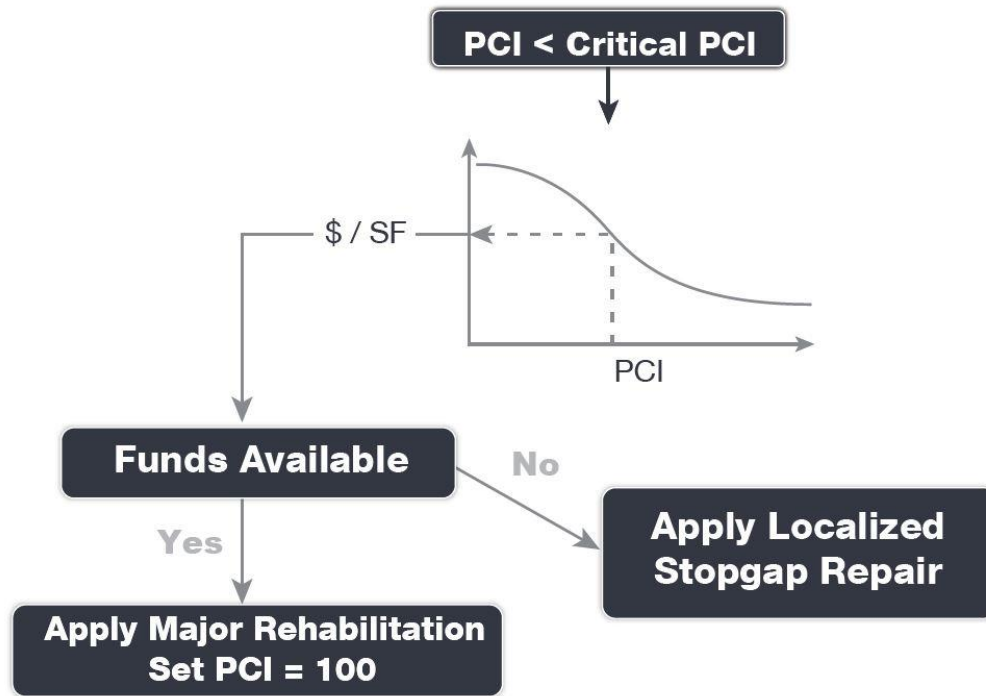 PCI < Critical PCI
$ / SF
PCI
Funds Available
No
Yes
Apply Localized
Stopgap Repair
Apply Major Rehabilitation
Set PCI = 100